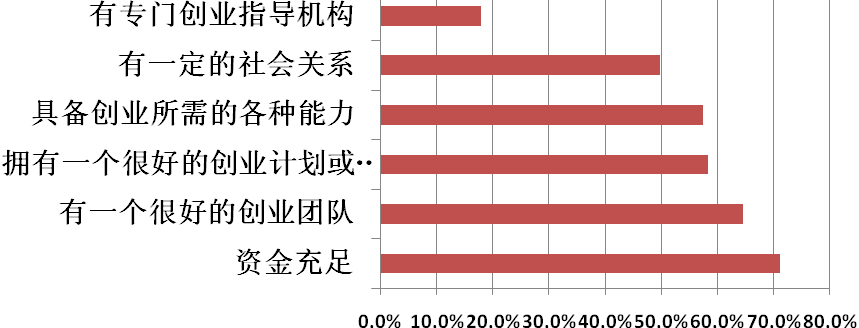 有专门创业指导机构
有一定的社会关系
具备创业所需的各种能力
拥有一个很好的创业计划或··
有一个很好的创业团队
资金充足
0.0% 10.0%20.0%30.0%40.0%50.0%60.0%70.0%80.0%